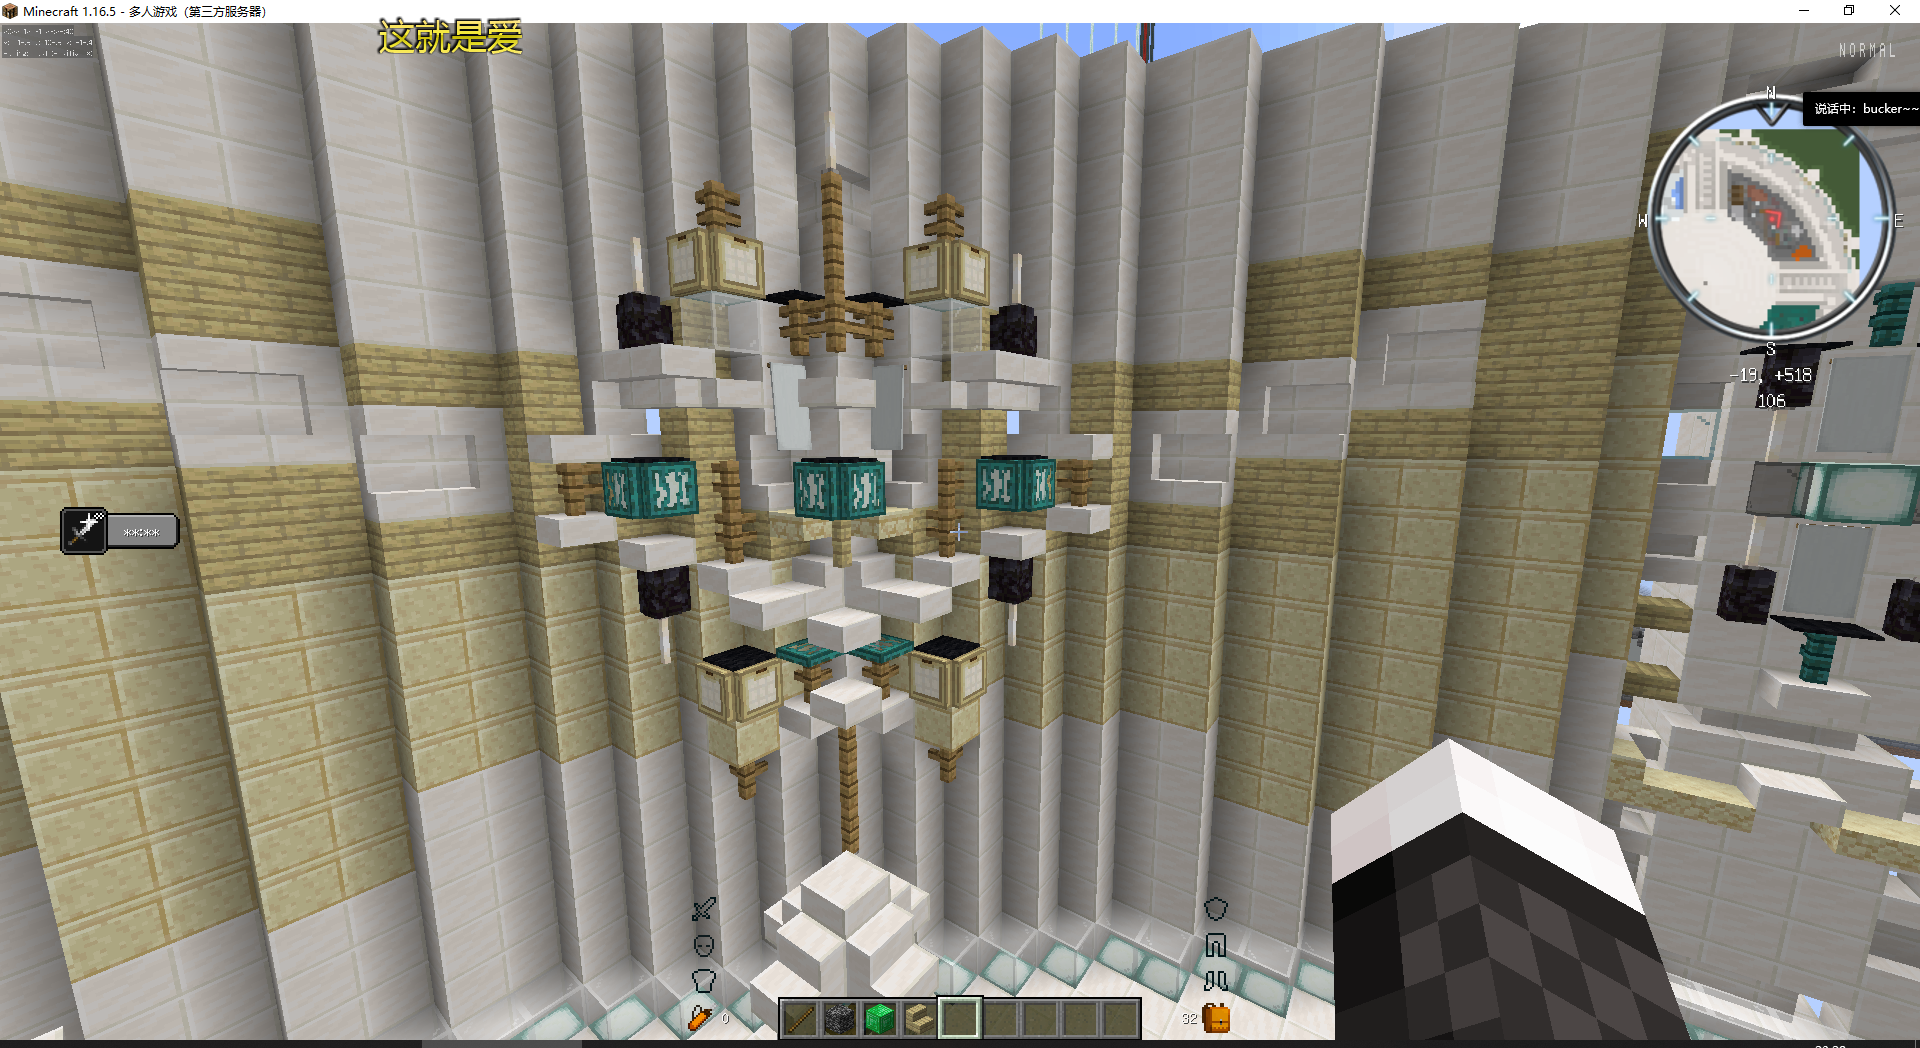 Minecraft 1.16.5 - 多人游戏（第三方服务器）
这就是爱
NORMAL
N
说话中: bucker~~
W
E
S
-19, +518
106
**:**
0
32